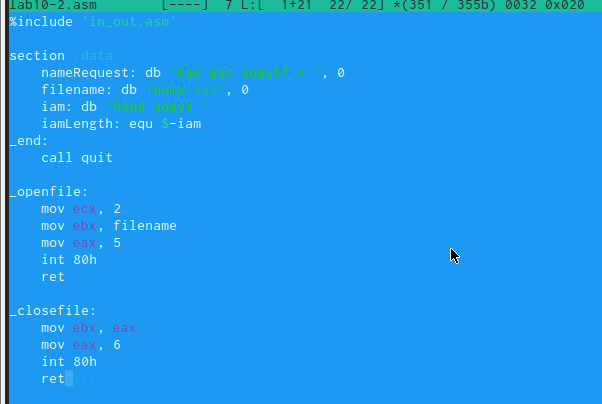 lab10-2.asm [----] 7 L:[ 1+21 22/ 22] *(351 / 355b) 0032 0x020
%include 'in_out.asm'
section .data
nameRequest: db "Как вас зовут? - ", 0
filename: db "name.txt", 0
iam: db "Меня зовут "
iamLength: equ $-iam
_end:
call quit
_openfile:
mov ecx, 2
mov ebx, filename
mov eax, 5
int 80h
ret
_closefile:
mov ebx, eax
mov eax, 6
int 80h
ret....